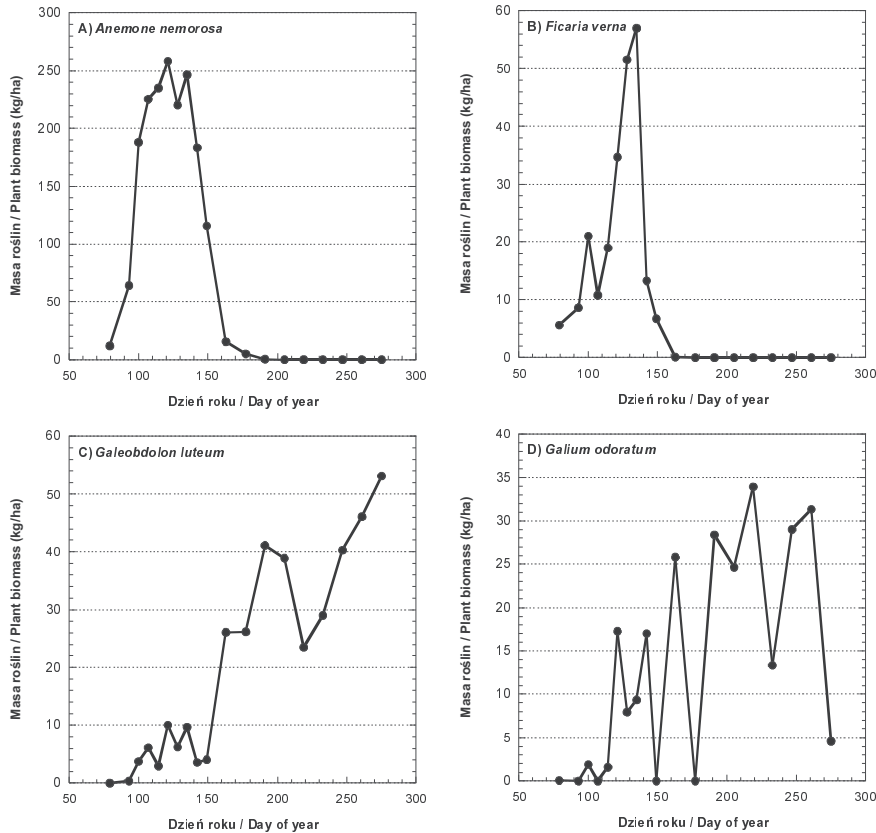 A) Anemone nemorosa
Masa roślin / Plant biomass (kg/ha)
300
250
200
150
100
50
0
50 100 150 200 250 300
Dzień roku / Day of year
B) Ficaria verna
Masa roślin / Plant biomass (kg/ha)
60
50
40
30
20
10
0
50 100 150 200 250 300
Dzień roku / Day of year
C) Galeobdolon luteum
Masa roślin / Plant biomass (kg/ha)
60
50
40
30
20
10
0
50 100 150 200 250 300
Dzień roku / Day of year
D) Galium odoratum
Masa roślin / Plant biomass (kg/ha)
40
35
30
25
20
15
10
5
0
50 100 150 200 250 300
Dzień roku / Day of year